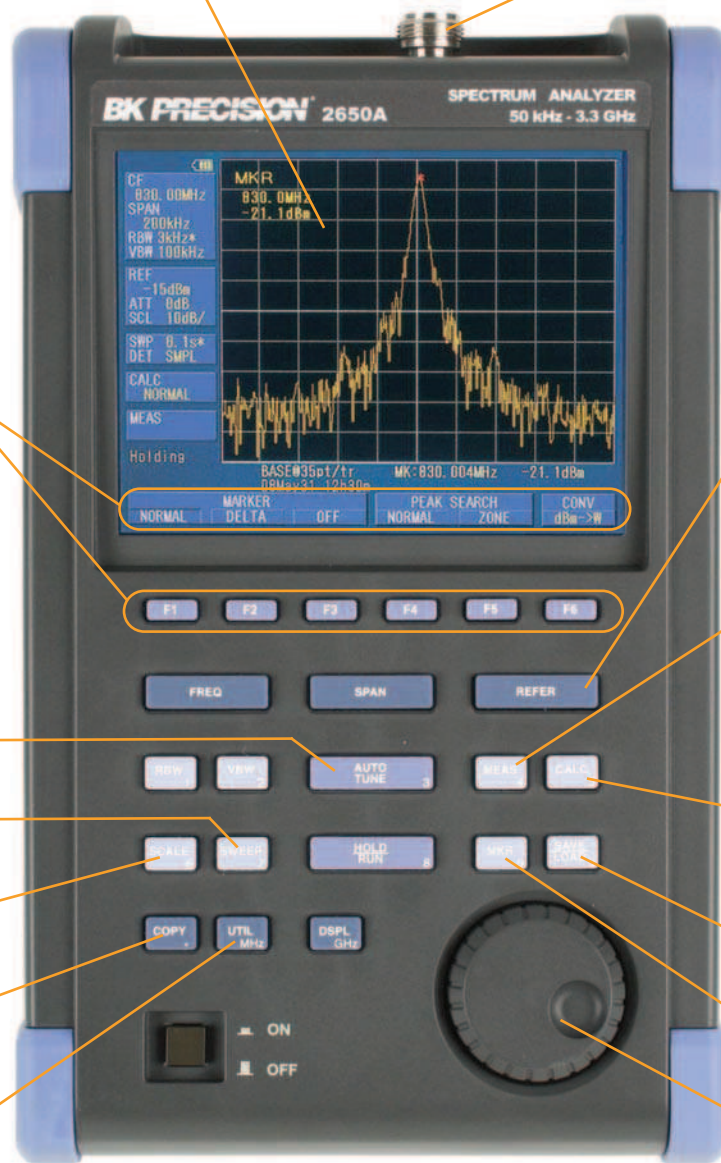 BK PRECISION 2650A
SPECTRUM ANALYZER
50 kHz - 3.3 GHz
CF
830.00MHz
SPAN
200kHz
RBW 3kHz*
VBW 100kHz
REF
-15dBm
ATT 0dB
SCL 10dB/
SWP 0.1s*
DET SMPL
CALC
NORMAL
MEAS
Holding
MKR
830.0MHz
-21.1dBm
BASE#35pt/tr MK:830.004MHz -21.1dBm
08May31 12h30m
MARKER PEAK SEARCH CONV
NORMAL DELTA OFF NORMAL ZONE dBm->W
F1 F2 F3 F4 F5 F6
FREQ SPAN REFER
RBW VBW AUTO TUNE 3 MEAS CALC
SCALE SWEEP HOLD RUN 8 MKR SAVE LOAD
COPY . UTIL MHz DSPL GHz
ON
OFF